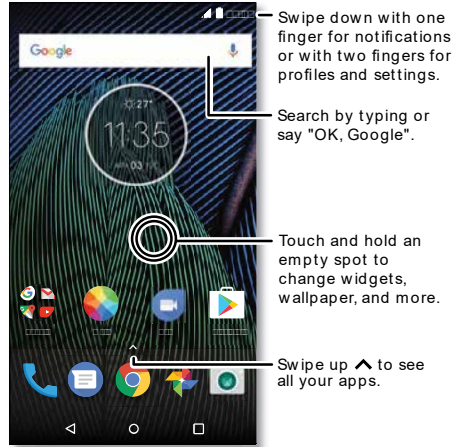 Swipe down with one
finger for notifications
or with two fingers for
profiles and settings.
Google
Search by typing or
say "OK, Google".
27°
11:35
03
Touch and hold an
empty spot to
change widgets,
wallpaper, and more.
Swipe up ^ to see
all your apps.